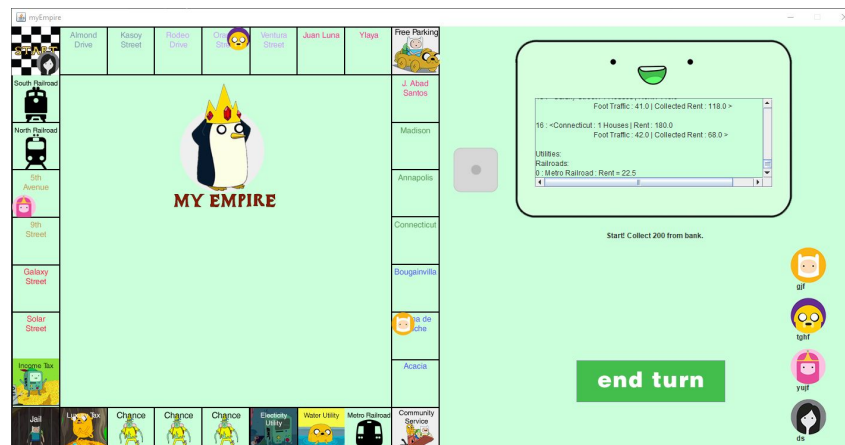 myEmpire
START
Almond
Drive
Kasoy
Street
Rodeo
Drive
Ventura
Street
Juan Luna
Ylaya
Free Parking
South Railroad
North Railroad
5th
Avenue
9th
Street
Galaxy
Street
Solar
Street
Income Tax
Jail
Luxury Tax
Chance
Chance
Chance
Electricity
Utility
Water Utility
Metro Railroad
Community
Service
J. Abad
Santos
Madison
Annapolis
Connecticut
Bougainvilla
Acacia
MY EMPIRE
Foot Traffic : 41.0 | Collected Rent : 118.0 >
16 : <Connecticut : 1 Houses | Rent : 180.0
Foot Traffic : 42.0 | Collected Rent : 68.0 >
Utilities:
Railroads:
0 : Metro Railroad : Rent = 22.5
Start! Collect 200 from bank.
gjf
tghf
yujf
ds
end turn